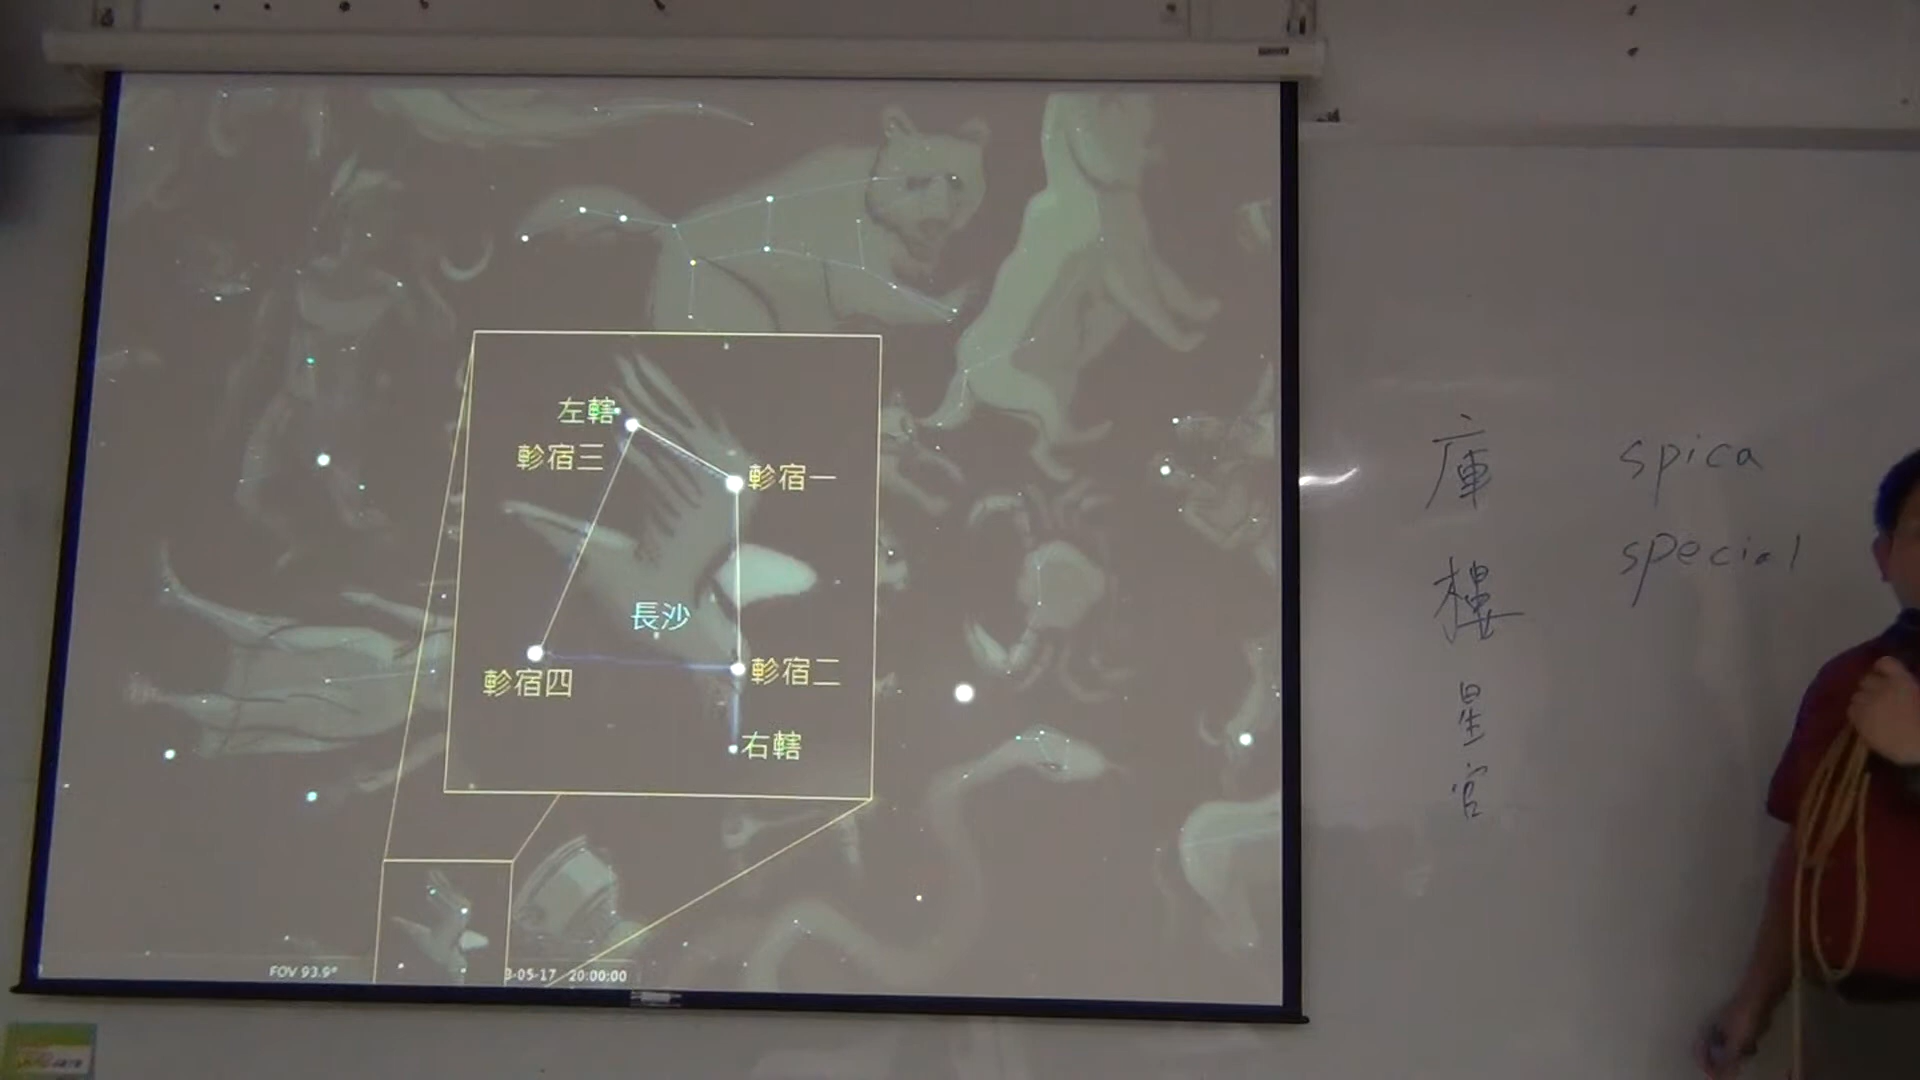 左轄
軫宿三
軫宿一
長沙
軫宿四
軫宿二
右轄
FOV 93.9°
3-05-17 20:00:00
庫樓星官
spica
special